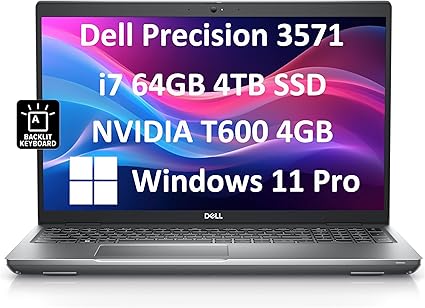 Dell Precision 3571
i7 64GB 4TB SSD
NVIDIA T600 4GB
Windows 11 Pro
A
BACKLIT
KEYBOARD
DELL